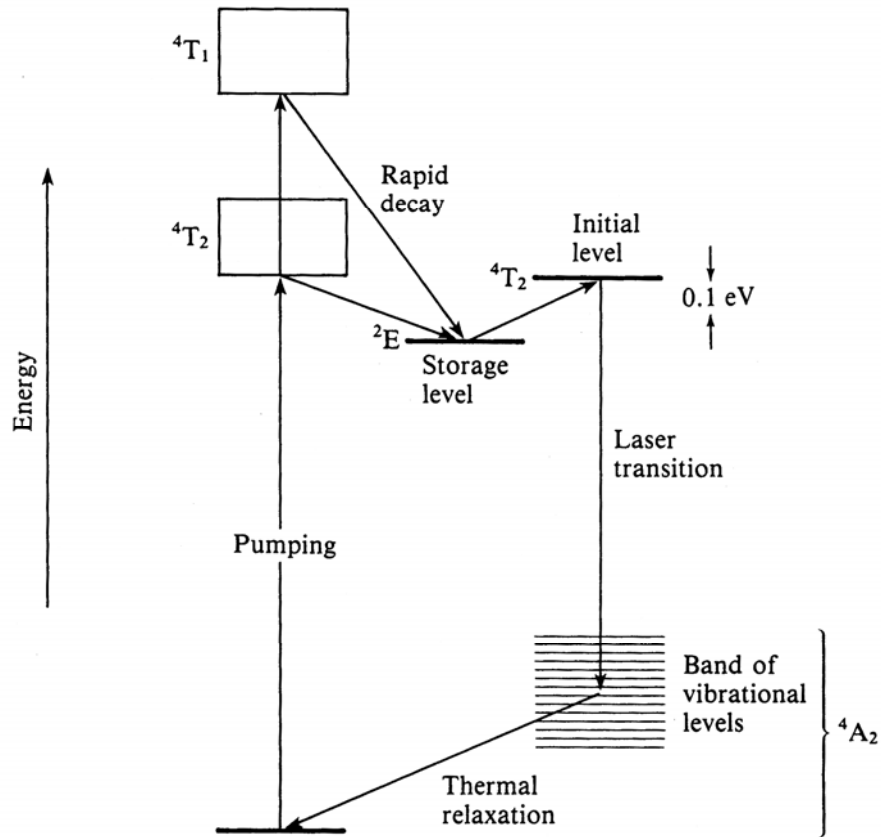 ⁴T₁
Rapid
decay
⁴T₂
Initial
level
⁴T₂
0.1 eV
²E
Storage
level
Energy
Laser
transition
Pumping
Band of
vibrational
levels
⁴A₂
Thermal
relaxation